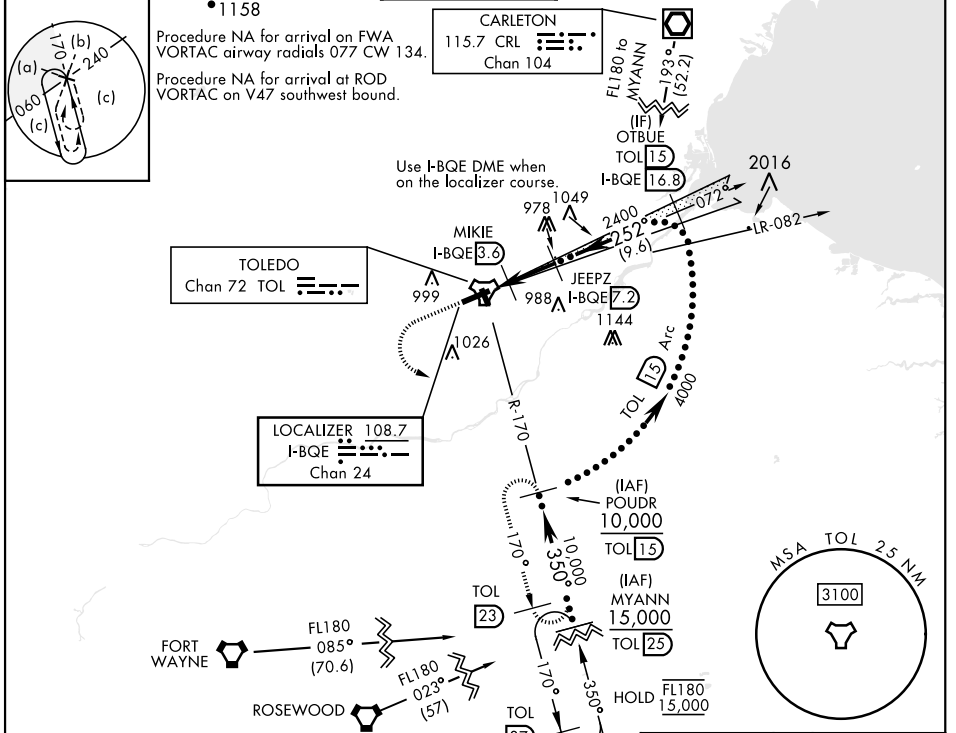 1158
Procedure NA for arrival on FWA
VORTAC airway radials 077 CW 134.
Procedure NA for arrival at ROD
VORTAC on V47 southwest bound.
170
(b)
240
(a)
(c)
060
(c)
CARLETON
115.7 CRL
Chan 104
FL180 to
MYANN
193°
(52.2)
(IF)
OTBUE
TOL 15
I-BQE 16.8
Use I-BQE DME when
on the localizer course.
2016
978
1049
2400
072°
252°
(9.6)
LR-082
MIKIE
I-BQE 3.6
JEEPZ
I-BQE 7.2
TOLEDO
Chan 72 TOL
999
988
1144
1026
TOL 15 Arc
4000
R-170
LOCALIZER 108.7
I-BQE
Chan 24
(IAF)
POUDR
10,000
TOL 15
170°
10,000
350°
(IAF)
MYANN
15,000
TOL 25
TOL
23
MSA TOL 25 NM
3100
FORT
WAYNE
FL180
085°
(70.6)
FL180
023°
(57)
ROSEWOOD
170°
350°
HOLD FL180
15,000
TOL